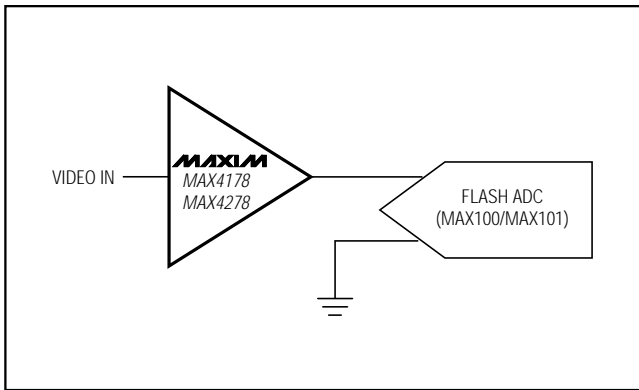 MAXIM
MAX4178
VIDEO IN
MAX4278
FLASH ADC
(MAX100/MAX101)